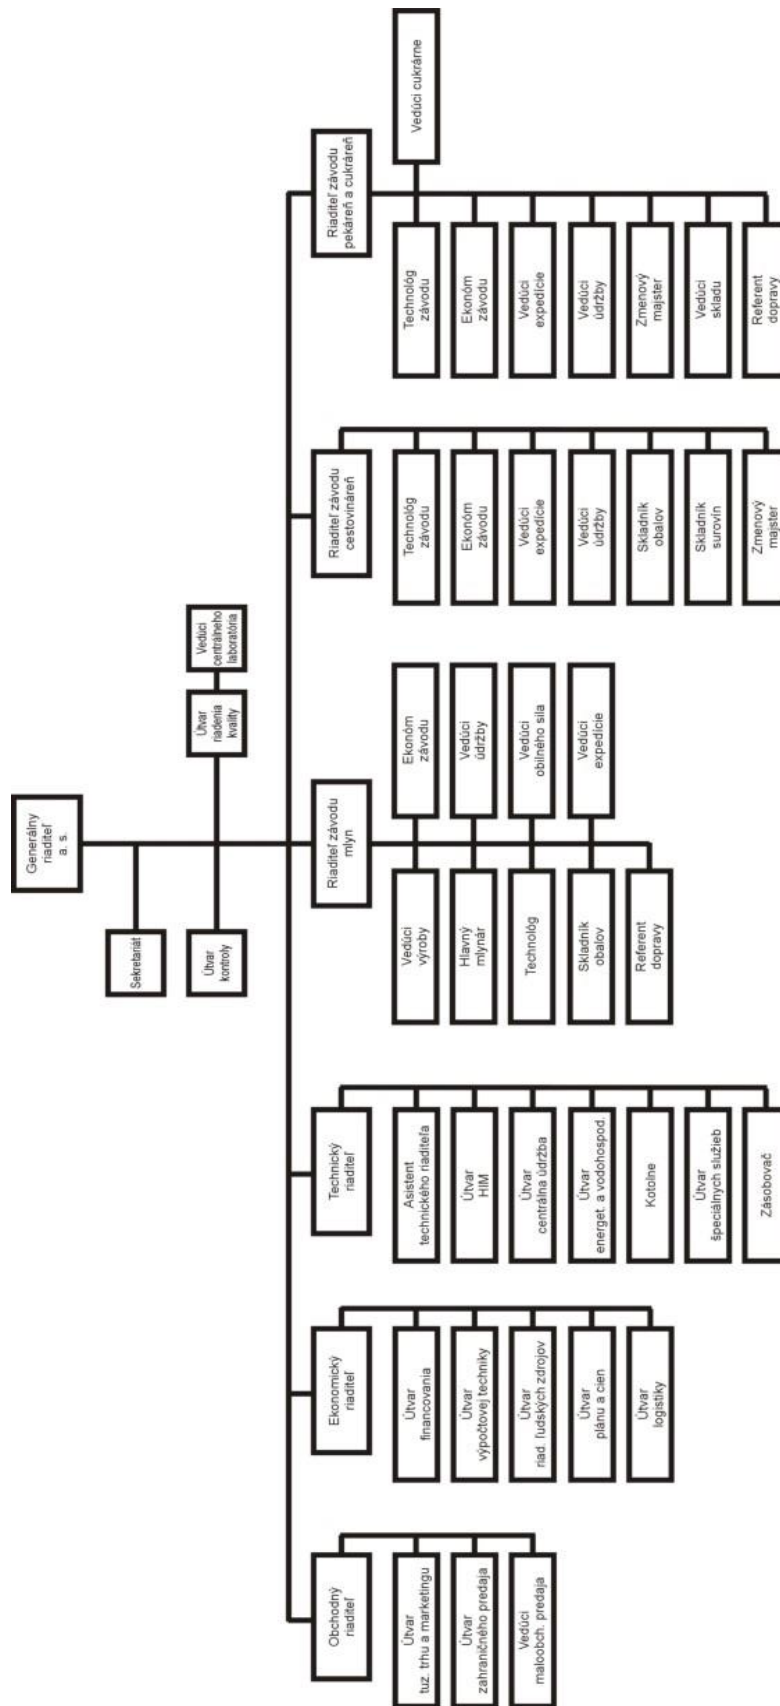 Generálny
riaditeľ
a. s.
Sekretariát
Útvar
kontroly
Útvar
riadenia
kvality
Vedúci
centrálneho
laboratória
Obchodný
riaditeľ
Útvar
tuz. trhu a marketingu
Útvar
zahraničného predaja
Vedúci
maloobch. predaja
Ekonomický
riaditeľ
Útvar
financovania
Útvar
výpočtovej techniky
Útvar
riad. ľudských zdrojov
Útvar
plánu a cien
Útvar
logistiky
Technický
riaditeľ
Asistent
technického riaditeľa
Útvar
HIM
Útvar
centrálna údržba
Útvar
energet. a vodohospod.
Kotolne
Útvar
špeciálnych služieb
Zásobovač
Riaditeľ závodu
mlyn
Vedúci
výroby
Ekonóm
závodu
Hlavný
mlynár
Vedúci
údržby
Technológ
Vedúci
obilného sila
Skladník
obalov
Vedúci
expedície
Referent
dopravy
Riaditeľ závodu
cestovináreň
Technológ
závodu
Ekonóm
závodu
Vedúci
expedície
Vedúci
údržby
Skladník
obalov
Skladník
surovín
Zmenový
majster
Riaditeľ závodu
pekáreň a cukráreň
Vedúci cukrárne
Technológ
závodu
Ekonóm
závodu
Vedúci
expedície
Vedúci
údržby
Zmenový
majster
Vedúci
skladu
Referent
dopravy